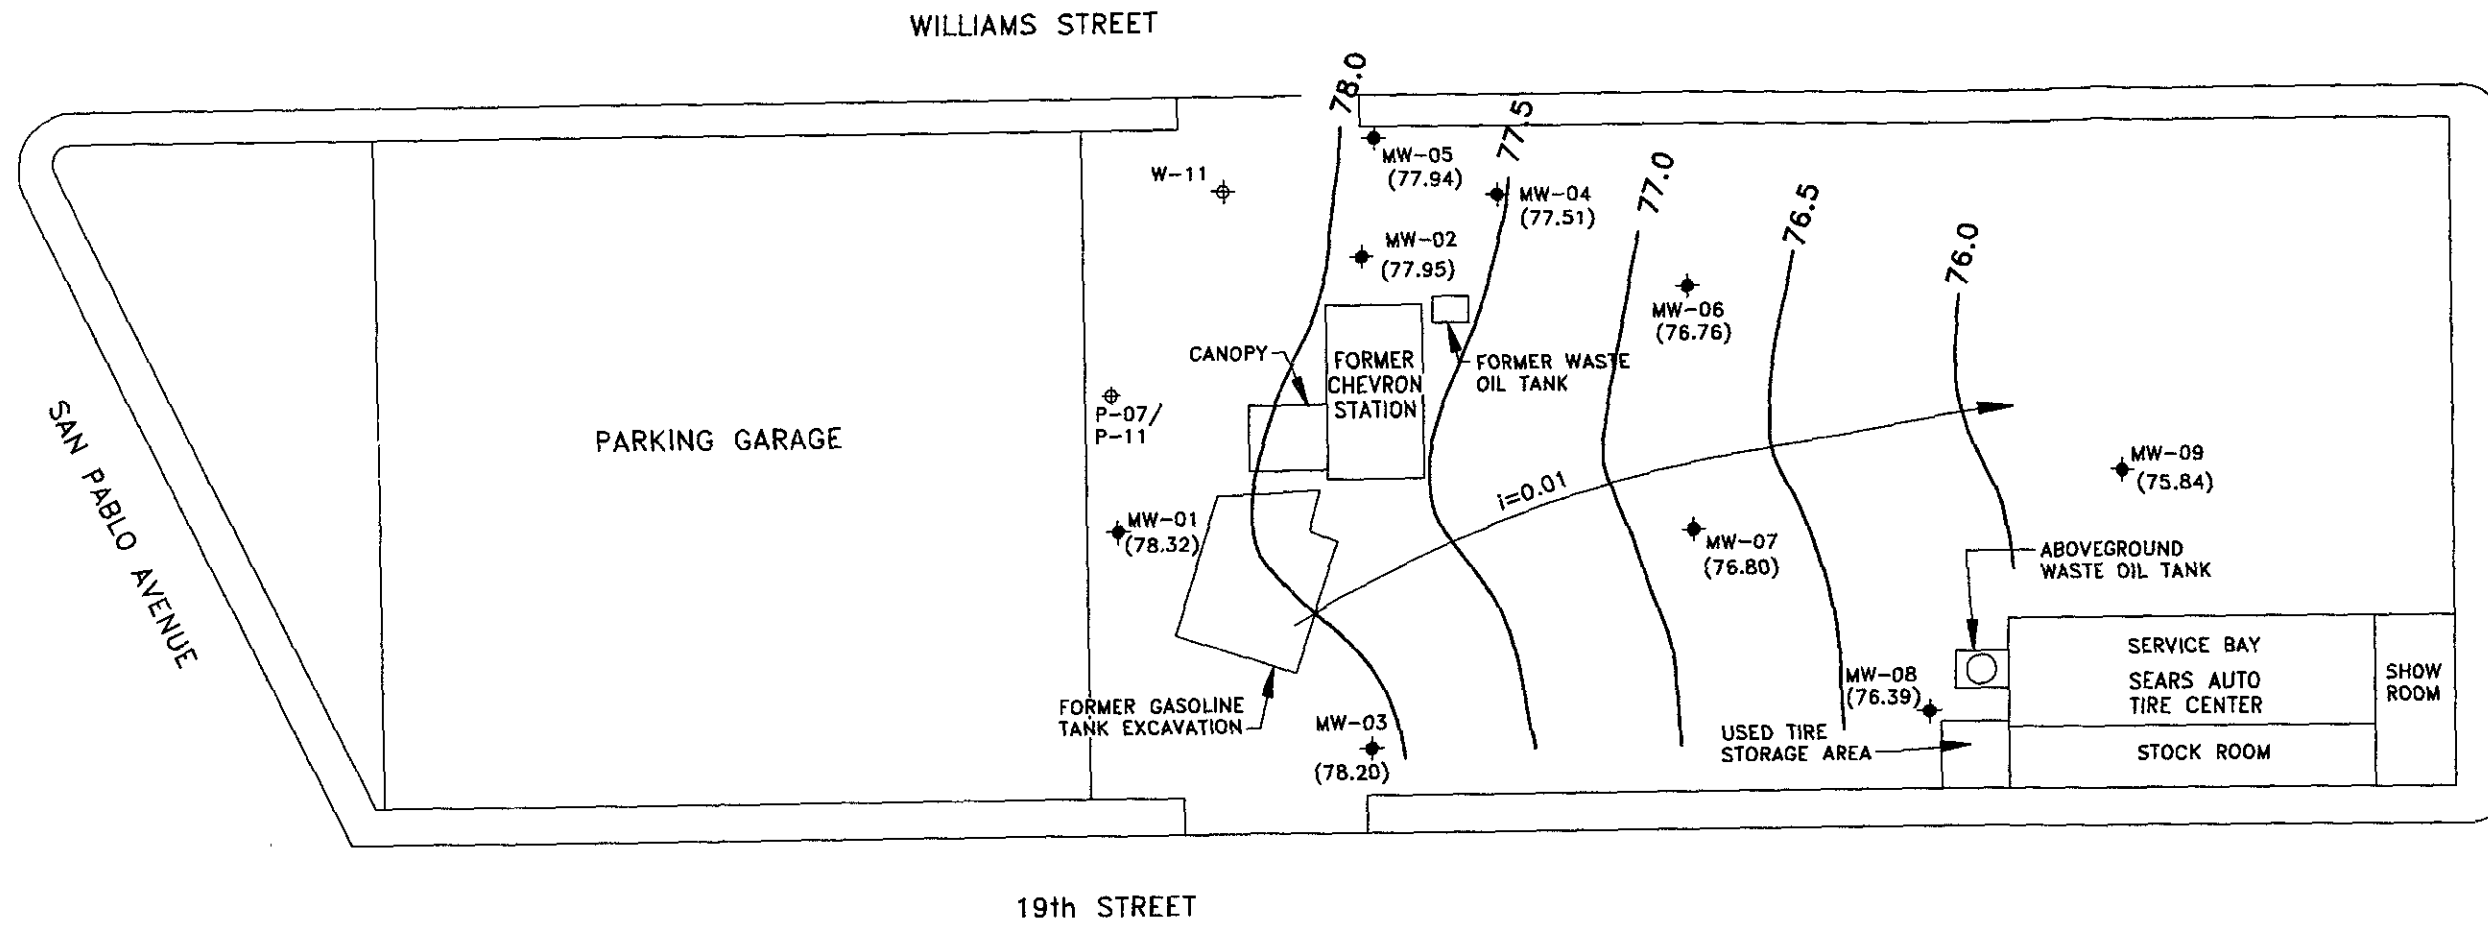 WILLIAMS STREET
78.0
77.5
MW-05
(77.94)
W-11
MW-04
(77.51)
77.0
76.5
MW-02
(77.95)
76.0
MW-06
(76.76)
CANOPY
FORMER
CHEVRON
STATION
FORMER WASTE
OIL TANK
P-07/
P-11
PARKING GARAGE
SAN PABLO AVENUE
MW-09
(75.84)
i=0.01
MW-01
(78.32)
MW-07
(76.80)
ABOVEGROUND
WASTE OIL TANK
SERVICE BAY
SEARS AUTO
TIRE CENTER
SHOW
ROOM
MW-08
(76.39)
FORMER GASOLINE
TANK EXCAVATION
MW-03
(78.20)
USED TIRE
STORAGE AREA
STOCK ROOM
19th STREET